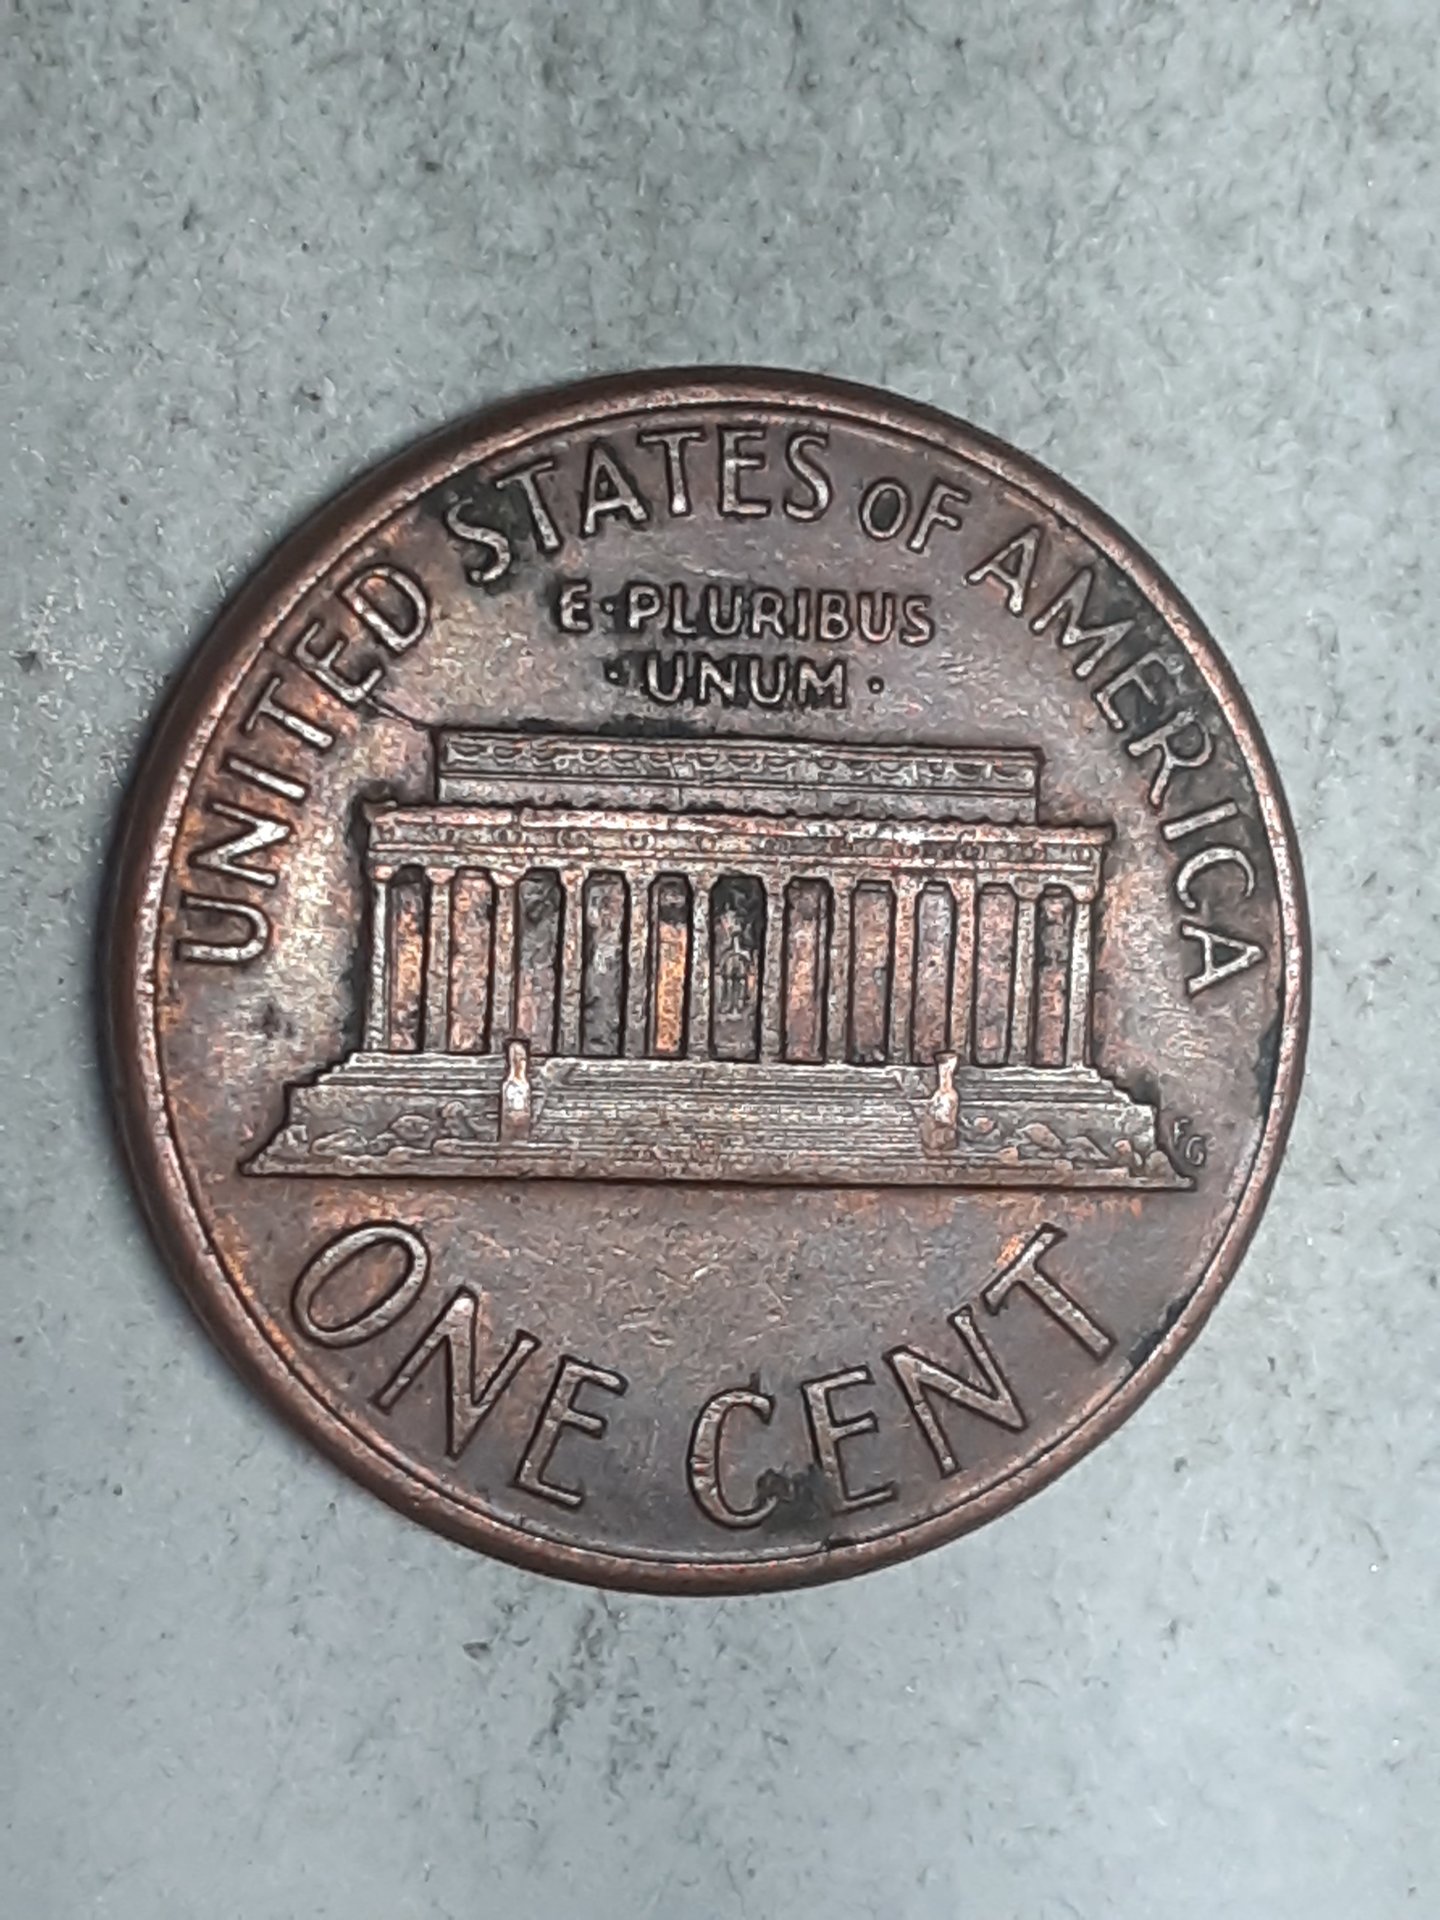 UNITED STATES OF AMERICA
E·PLURIBUS
·UNUM·
FG
ONE CENT